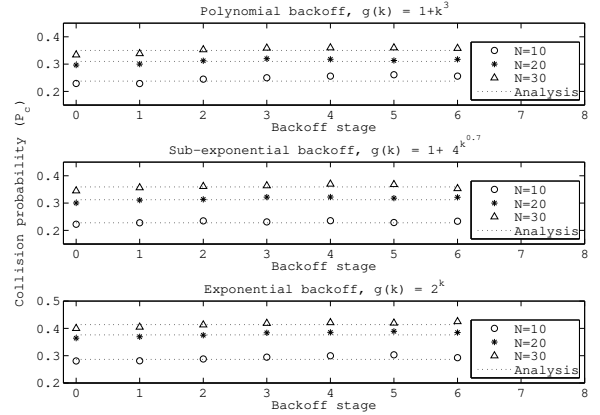 Polynomial backoff, g(k) = 1+k^3
0.4
0.3
0.2
N=10
N=20
N=30
Analysis
0 1 2 3 4 5 6 7 8
Backoff stage
Collision probability (P_c)
Sub-exponential backoff, g(k) = 1+ 4^k^0.7
0.4
0.3
0.2
N=10
N=20
N=30
Analysis
0 1 2 3 4 5 6 7 8
Backoff stage
Exponential backoff, g(k) = 2^k
0.5
0.4
0.3
0.2
N=10
N=20
N=30
Analysis
0 1 2 3 4 5 6 7 8
Backoff stage